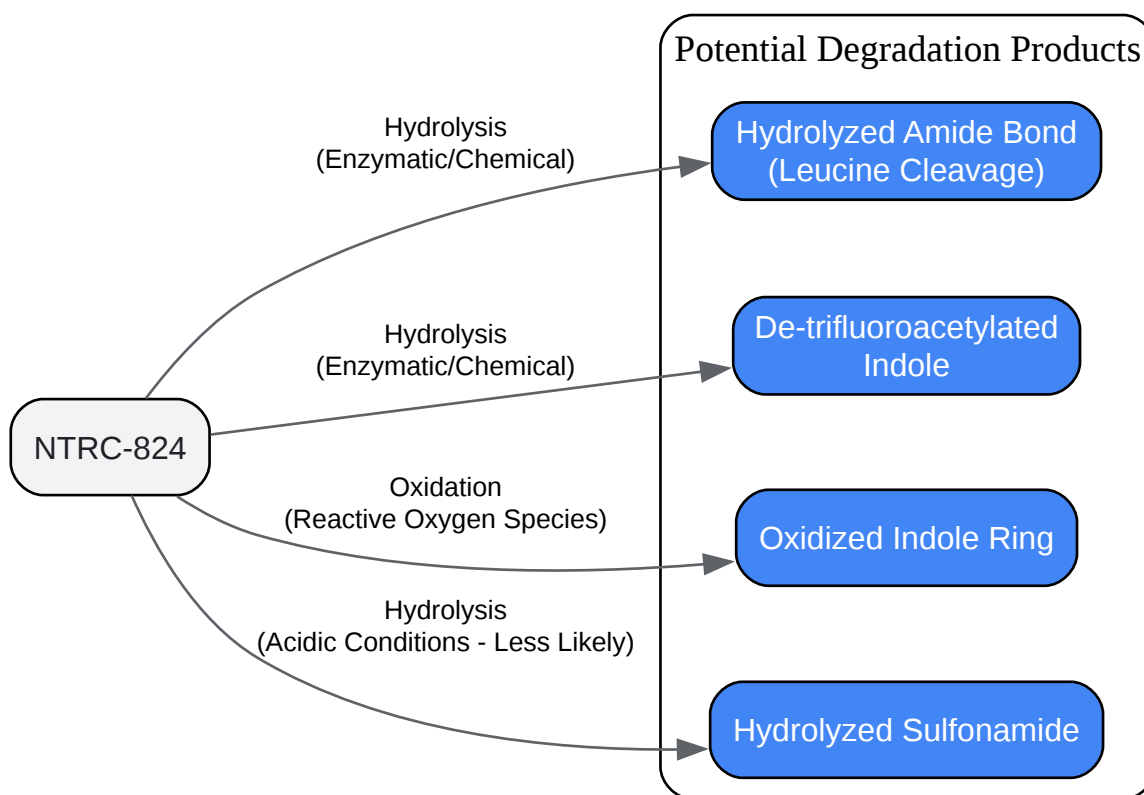 Potential Degradation Products
Hydrolysis
(Enzymatic/Chemical)
Hydrolyzed Amide Bond
(Leucine Cleavage)
Hydrolysis
(Enzymatic/Chemical)
De-trifluoroacetylated
Indole
NTRC-824
Oxidation
(Reactive Oxygen Species)
Oxidized Indole Ring
Hydrolysis
(Acidic Conditions - Less Likely)
Hydrolyzed Sulfonamide